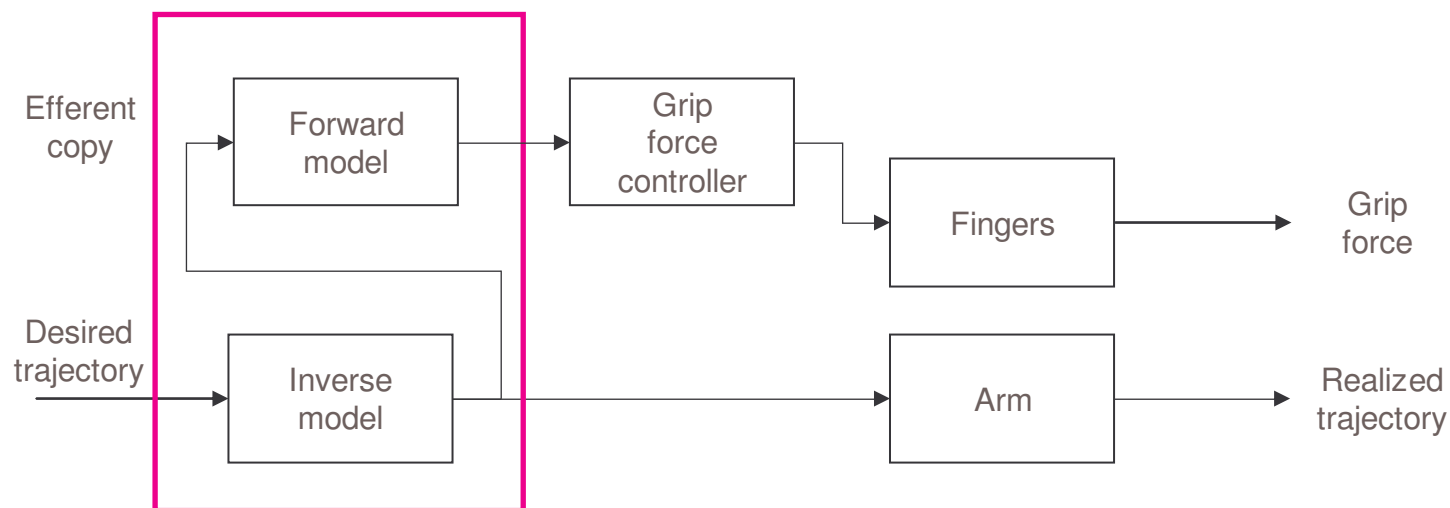 Efferent
copy
Forward
model
Grip
force
controller
Fingers
Grip
force
Desired
trajectory
Inverse
model
Arm
Realized
trajectory